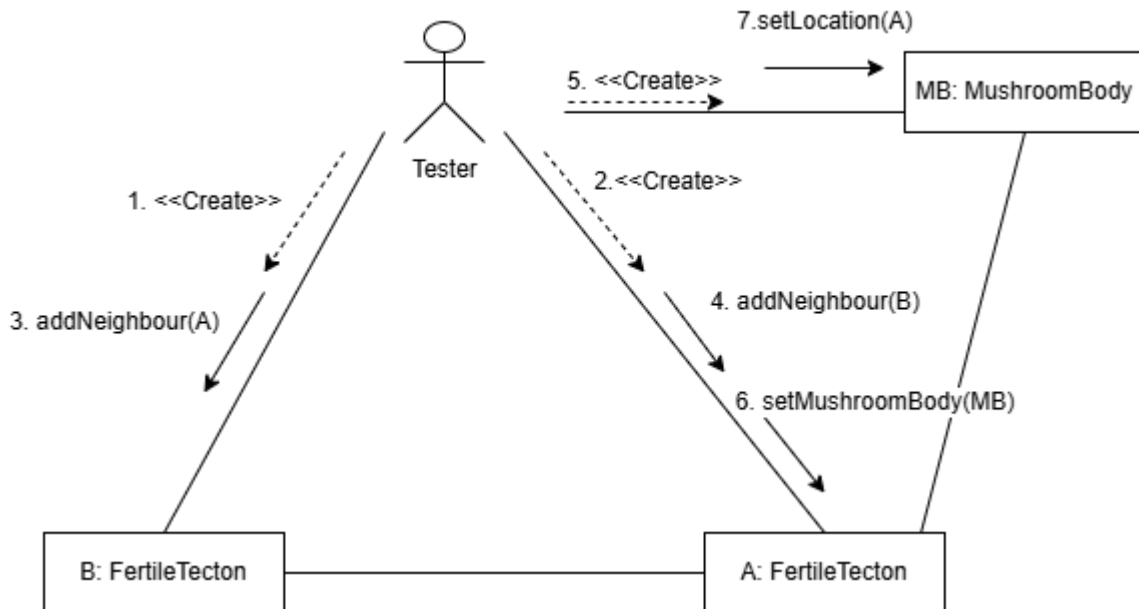 7.setLocation(A)
5. <<Create>>
MB: MushroomBody
Tester
1. <<Create>>
2.<<Create>>
3. addNeighbour(A)
4. addNeighbour(B)
6. setMushroomBody(MB)
B: FertileTecton
A: FertileTecton